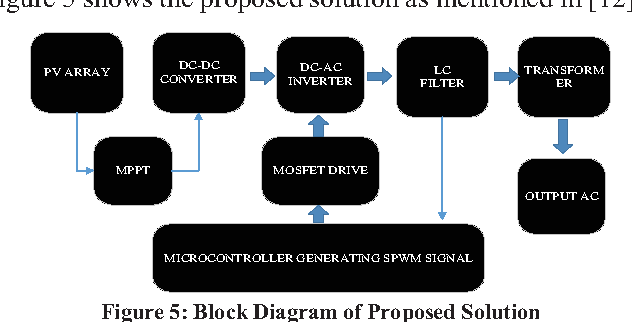 igure 5 shows the proposed solution as mentioned in [12]
PV ARRAY
DC-DC
CONVERTER
DC-AC
INVERTER
LC
FILTER
TRANSFORM
ER
MPPT
MOSFET DRIVE
OUTPUT AC
MICROCONTROLLER GENERATING SPWM SIGNAL
Figure 5: Block Diagram of Proposed Solution